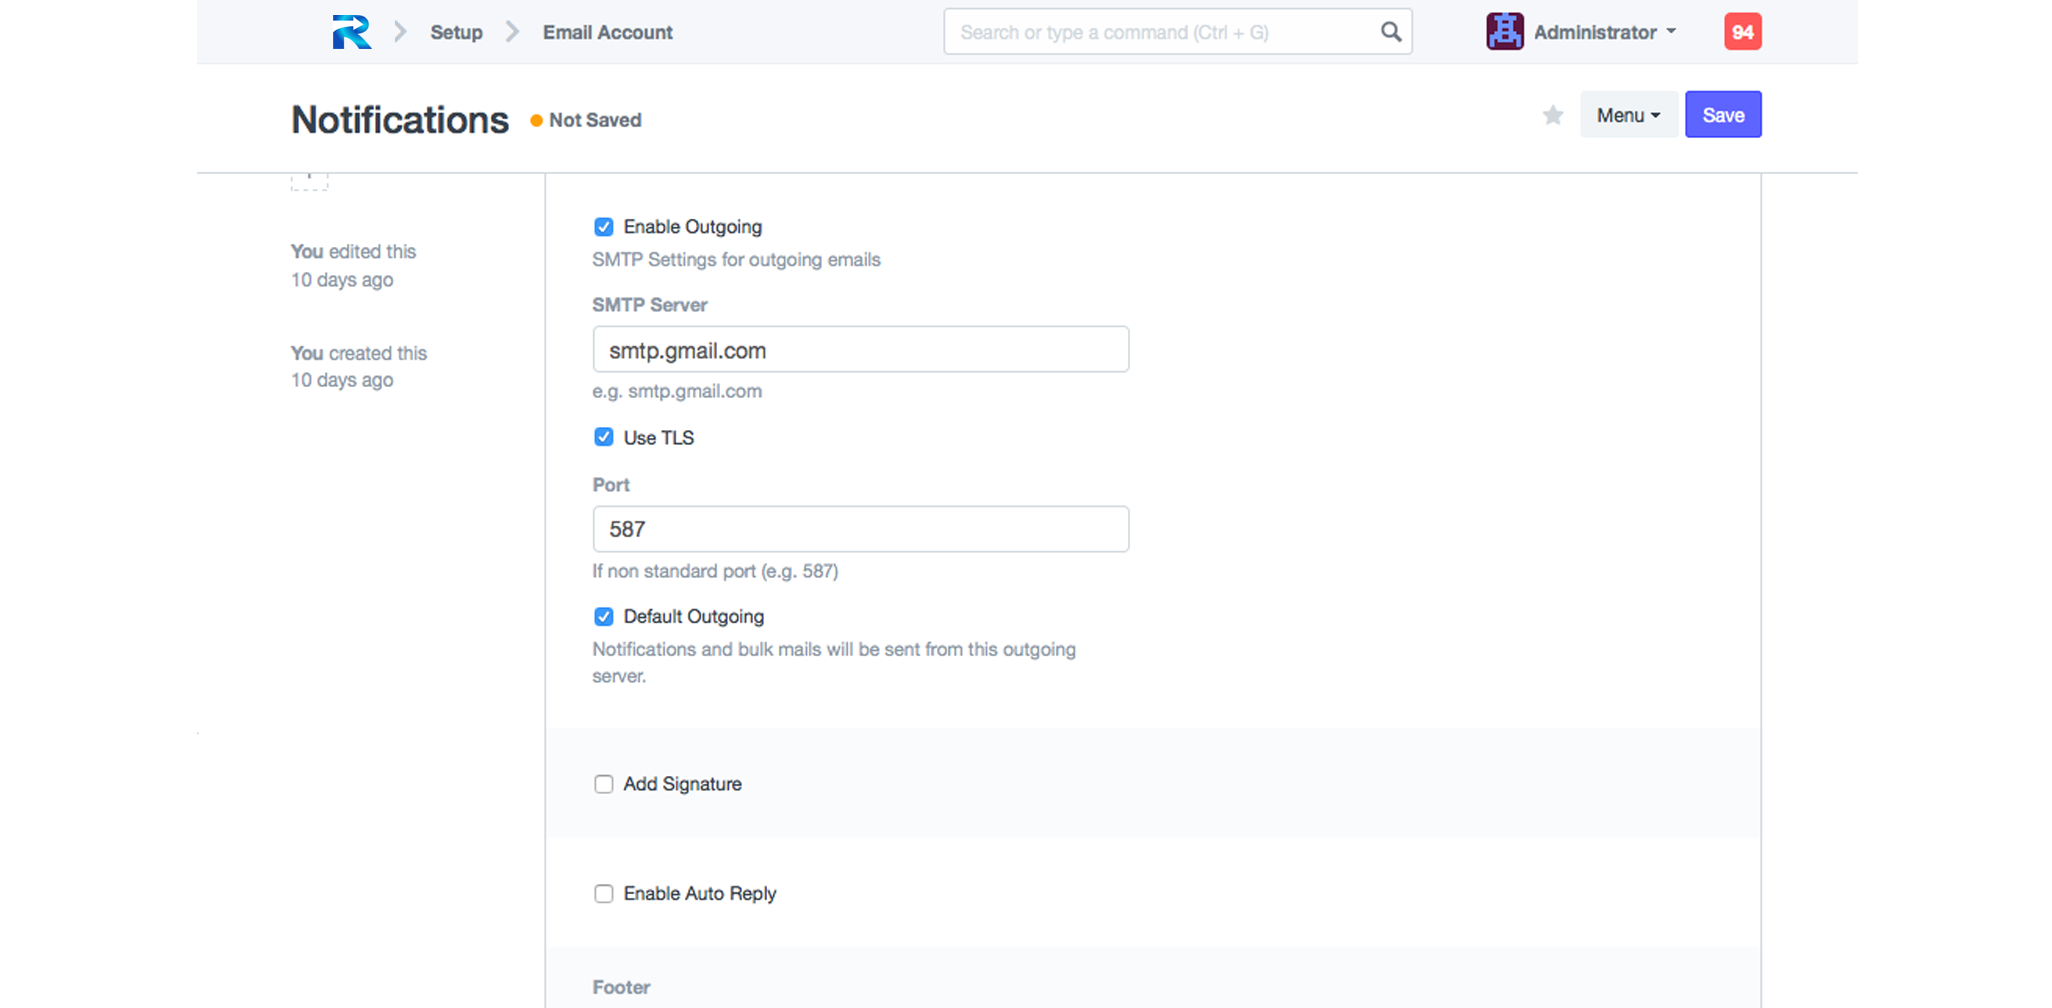 R Setup Email Account Search or type a command (Ctrl + G) Administrator 94
Notifications Not Saved Menu Save
You edited this
10 days ago
You created this
10 days ago
Enable Outgoing
SMTP Settings for outgoing emails
SMTP Server
smtp.gmail.com
e.g. smtp.gmail.com
Use TLS
Port
587
If non standard port (e.g. 587)
Default Outgoing
Notifications and bulk mails will be sent from this outgoing
server.
Add Signature
Enable Auto Reply
Footer